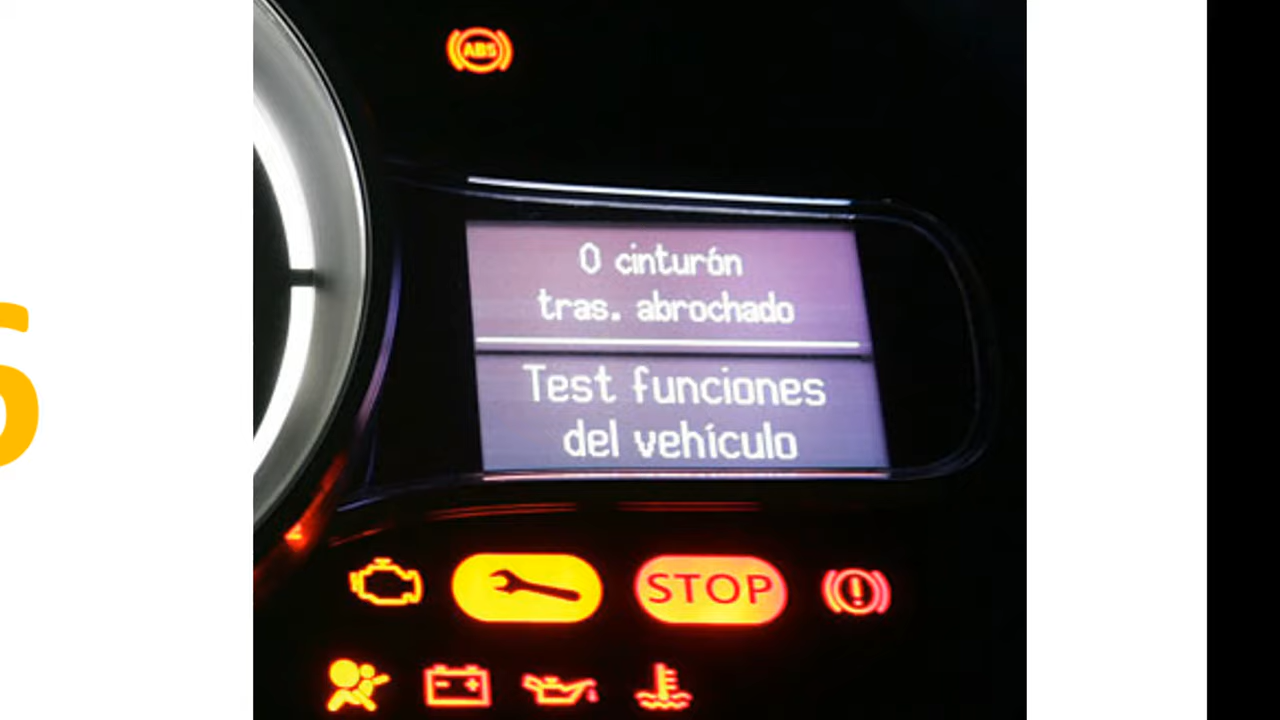 ABS
0 cinturón
tras. abrochado
Test funciones
del vehículo
STOP